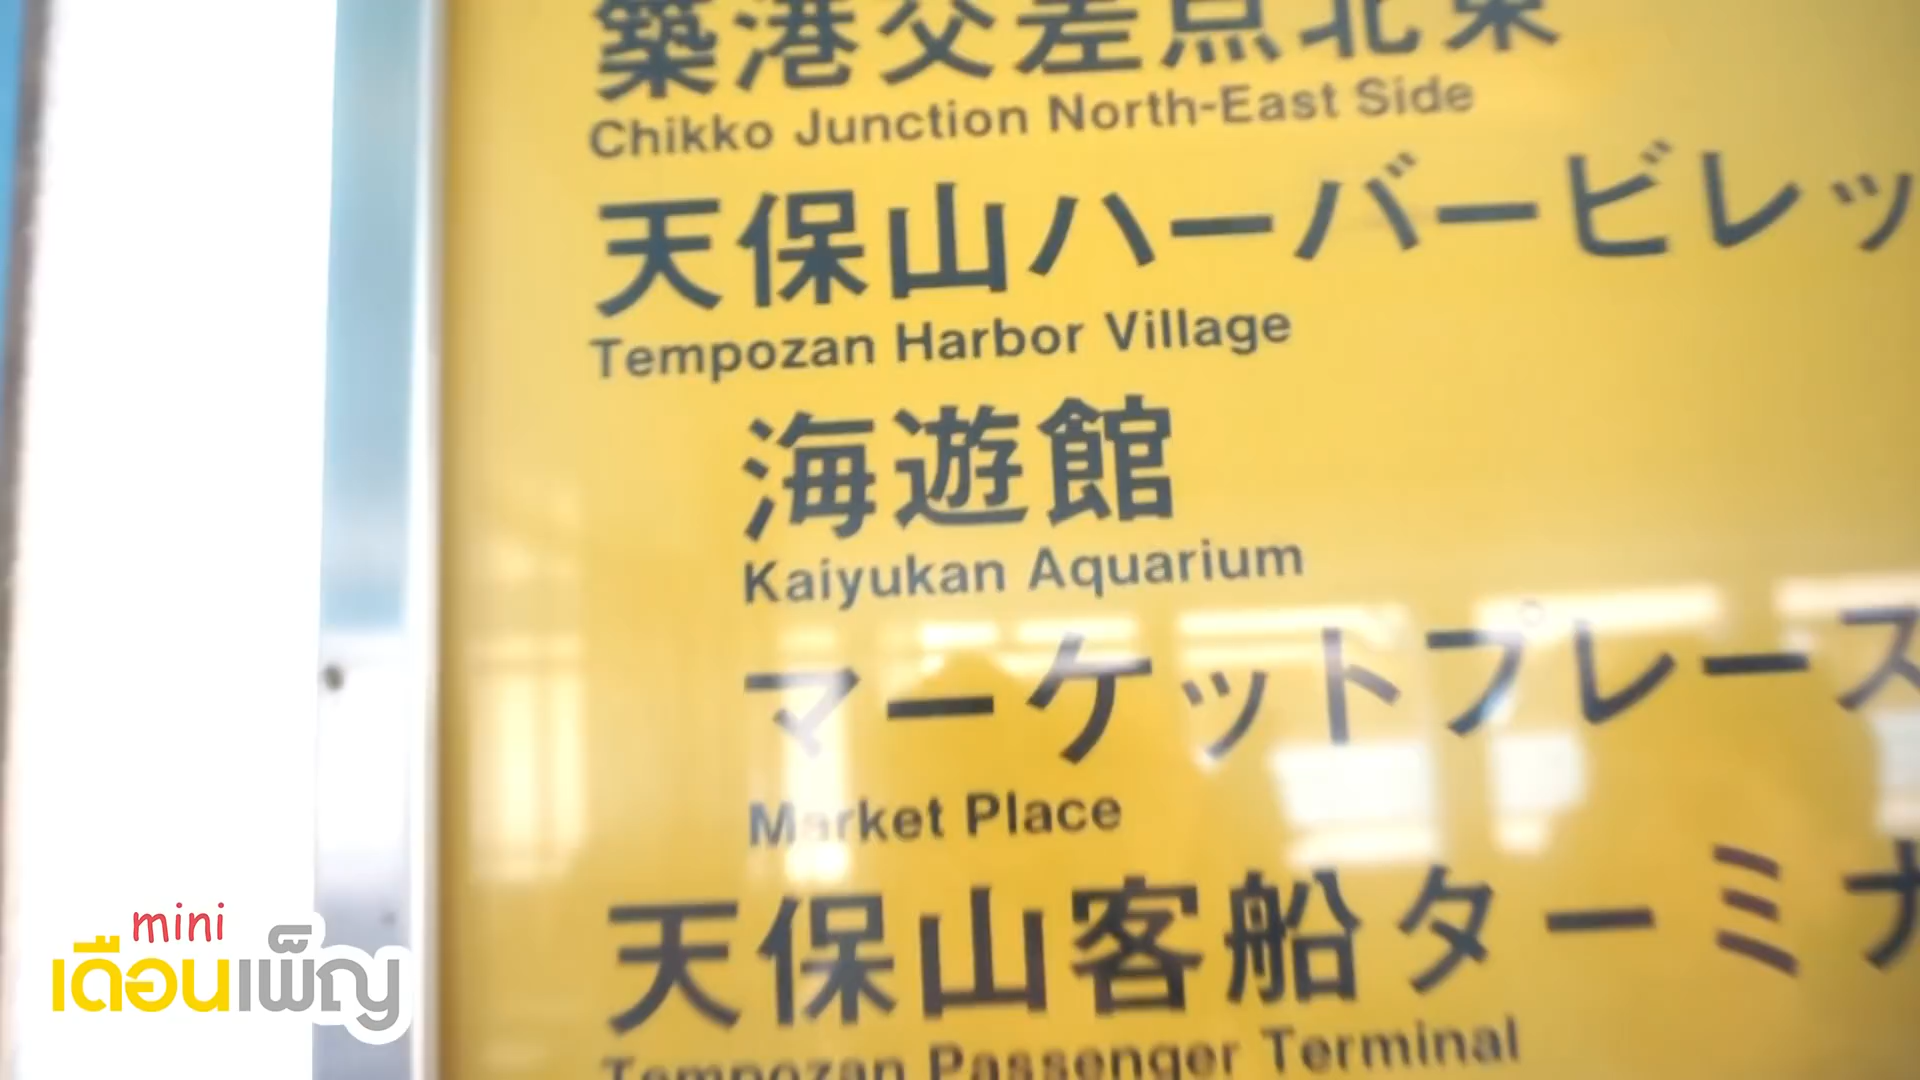 築港交差点北東
Chikko Junction North-East Side
天保山ハーバービレッ
Tempozan Harbor Village
海遊館
Kaiyukan Aquarium
マーケットプレース
Market Place
天保山客船ターミナ
Tempozan Passenger Terminal
mini
เดือนเพ็ญ